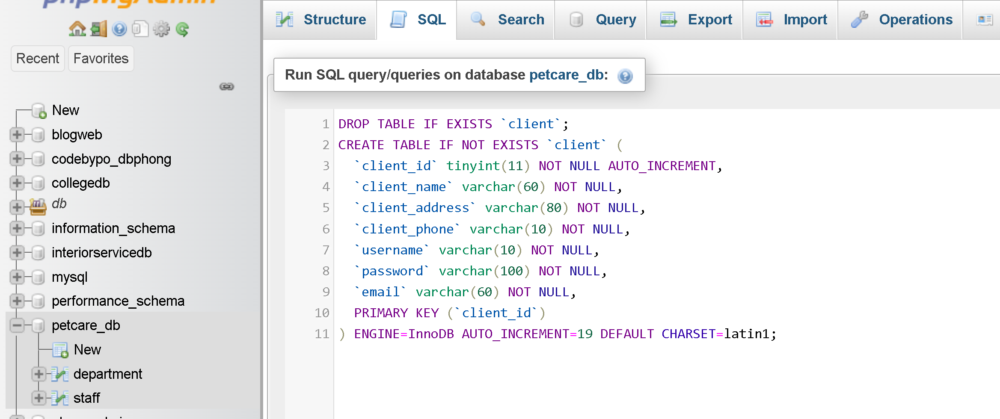 phpMyAdmin
Recent
Favorites
New
blogweb
codebypo_dbphong
collegedb
db
information_schema
interiorservicedb
mysql
performance_schema
petcare_db
New
department
staff
Structure
SQL
Search
Query
Export
Import
Operations
Run SQL query/queries on database petcare_db:
1 DROP TABLE IF EXISTS `client`;
2 CREATE TABLE IF NOT EXISTS `client` (
3 `client_id` tinyint(11) NOT NULL AUTO_INCREMENT,
4 `client_name` varchar(60) NOT NULL,
5 `client_address` varchar(80) NOT NULL,
6 `client_phone` varchar(10) NOT NULL,
7 `username` varchar(10) NOT NULL,
8 `password` varchar(100) NOT NULL,
9 `email` varchar(60) NOT NULL,
10 PRIMARY KEY (`client_id`)
11 ) ENGINE=InnoDB AUTO_INCREMENT=19 DEFAULT CHARSET=latin1;